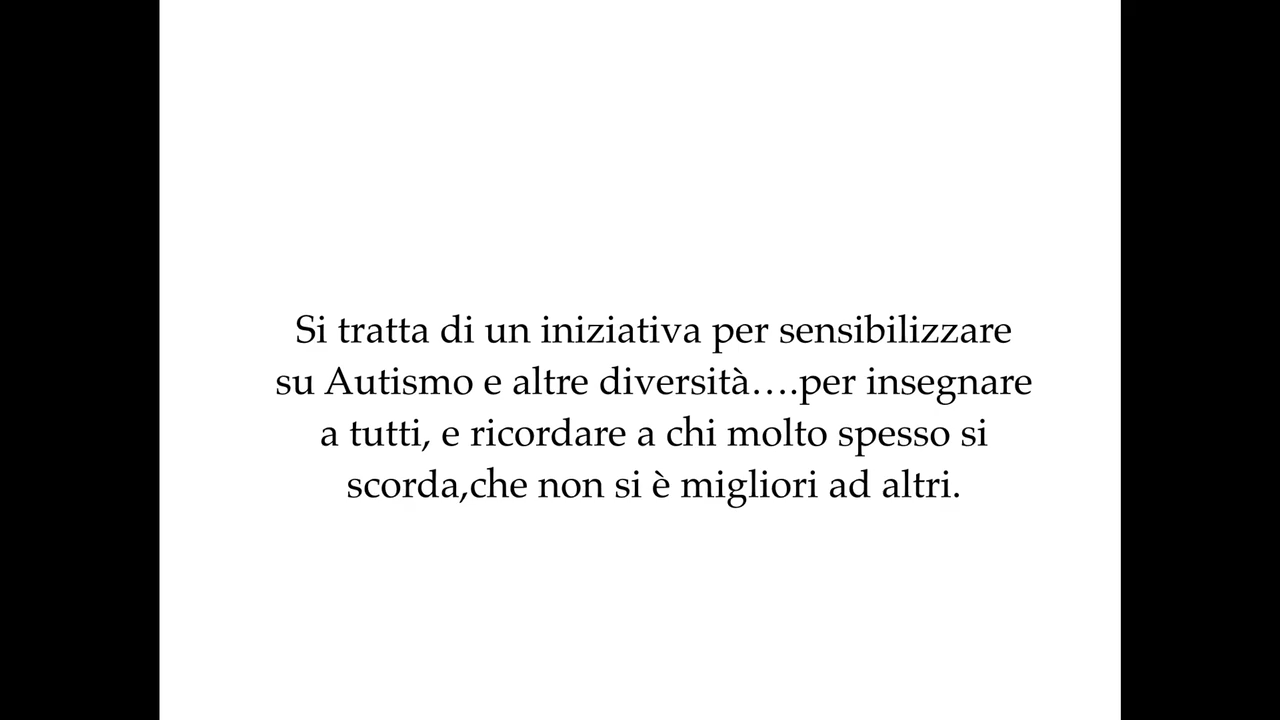 Si tratta di un iniziativa per sensibilizzare
su Autismo e altre diversità….per insegnare
a tutti, e ricordare a chi molto spesso si
scorda,che non si è migliori ad altri.